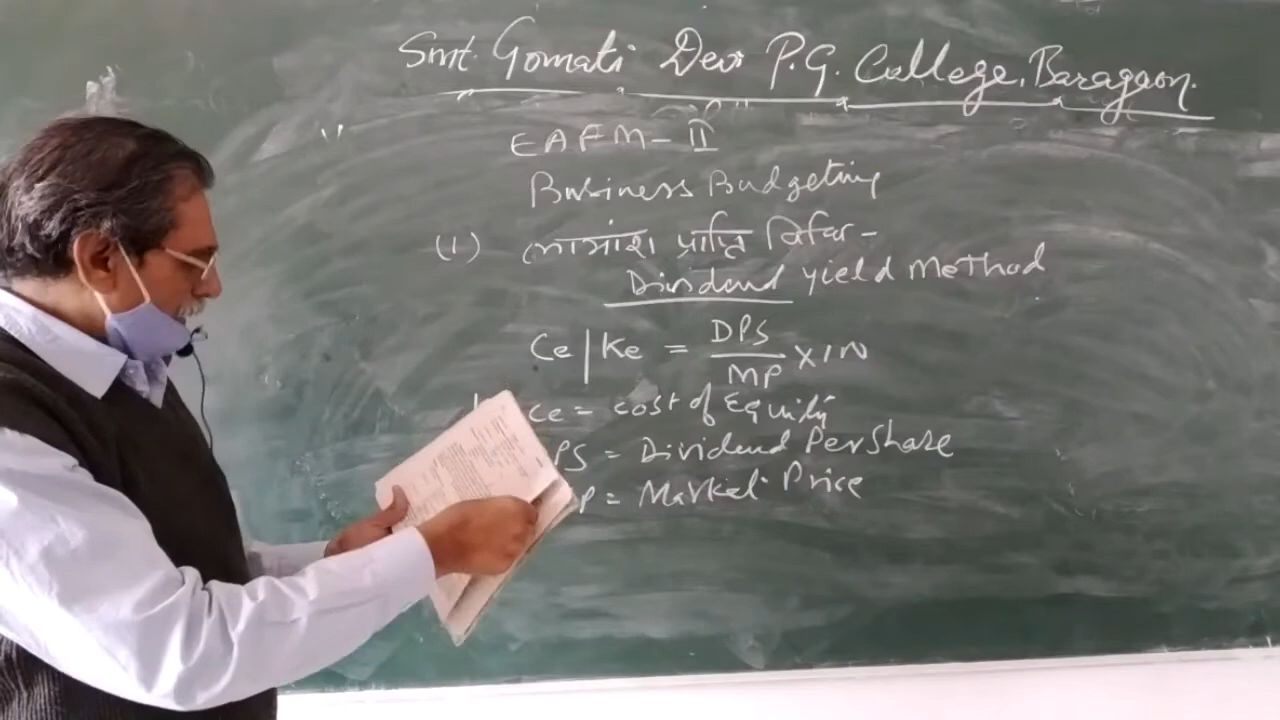 Smt. Gomati Devi P.G. College, Baragaon.
EAFM-II
Business Budgeting
(1) लाभांश प्राप्ति विधि-
Dividend yield Method
Ce/Ke = DPS/MP X100
Ce = Cost of Equity
PS = Dividend Per Share
P = Market Price